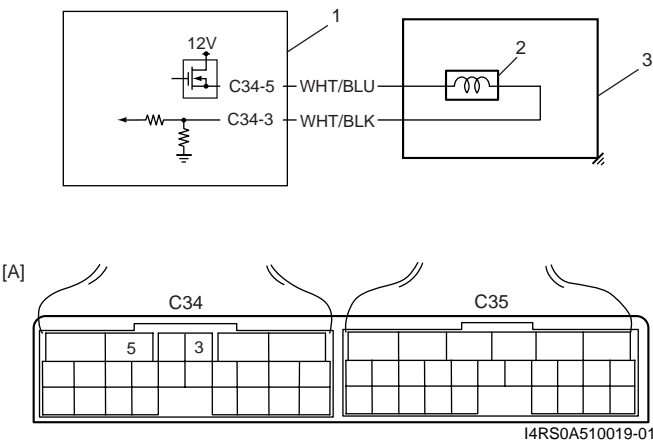 1
2
3
12V
C34-5 WHT/BLU
C34-3 WHT/BLK
[A]
C34 C35
5 3
I4RS0A510019-01